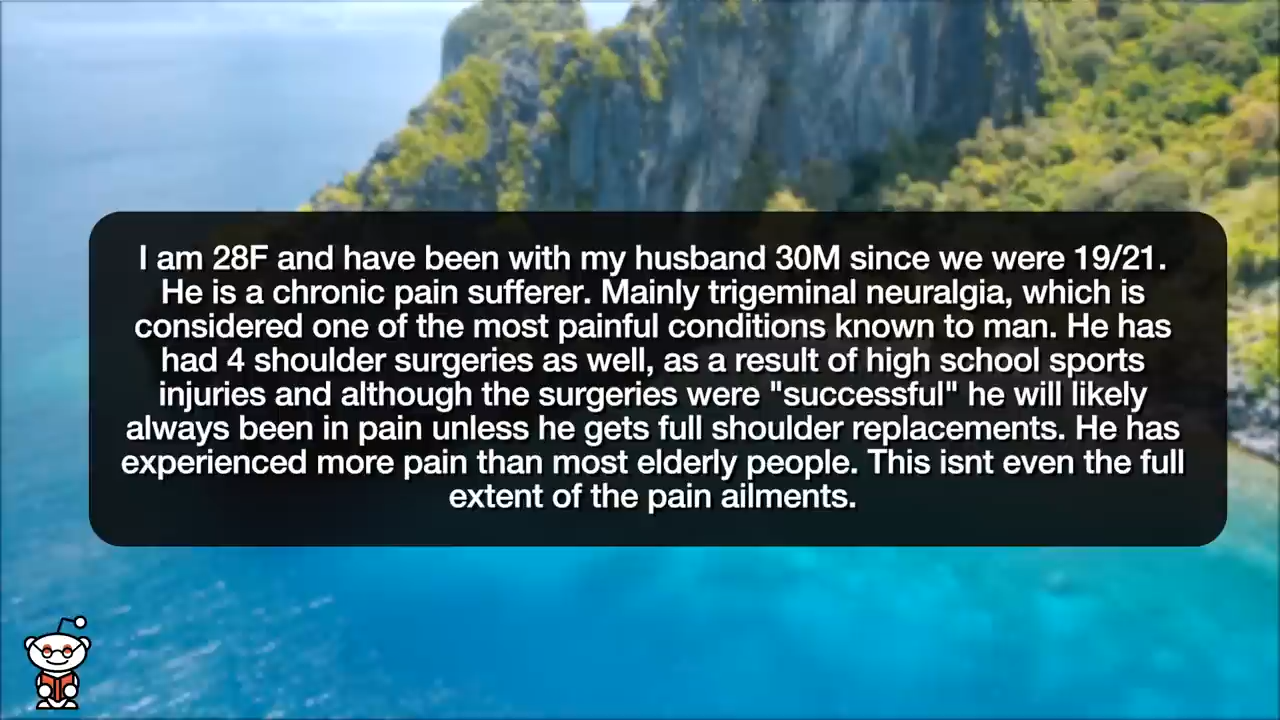 I am 28F and have been with my husband 30M since we were 19/21.
He is a chronic pain sufferer. Mainly trigeminal neuralgia, which is
considered one of the most painful conditions known to man. He has
had 4 shoulder surgeries as well, as a result of high school sports
injuries and although the surgeries were "successful" he will likely
always been in pain unless he gets full shoulder replacements. He has
experienced more pain than most elderly people. This isnt even the full
extent of the pain ailments.